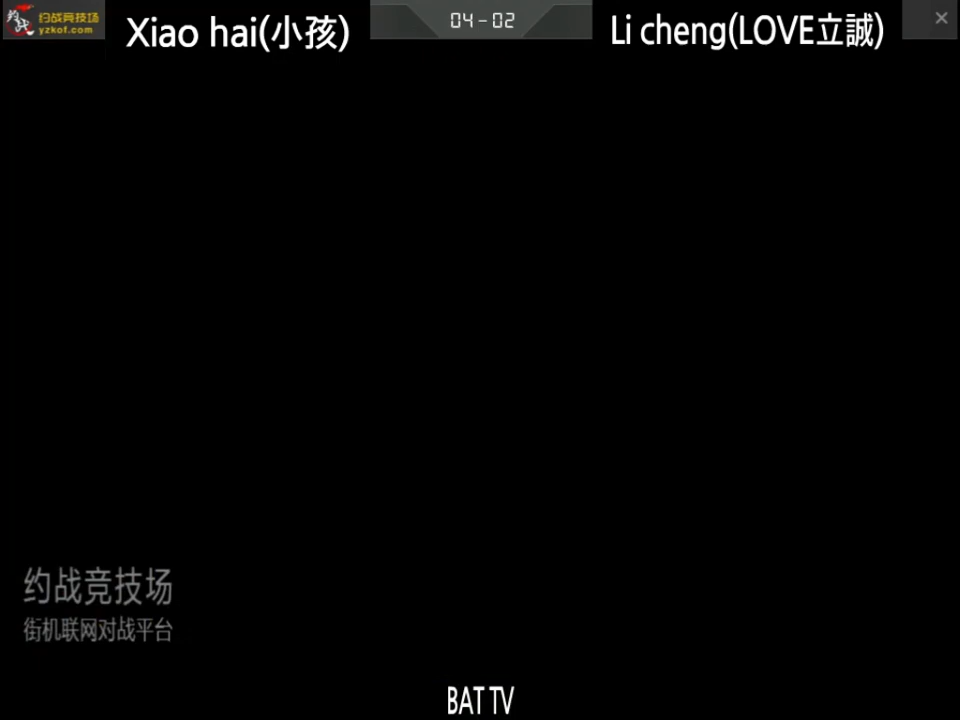 约战竞技场
yzkof.com
Xiao hai(小孩)
04-02
Li cheng(LOVE立誠)
约战竞技场
街机联网对战平台
BAT TV